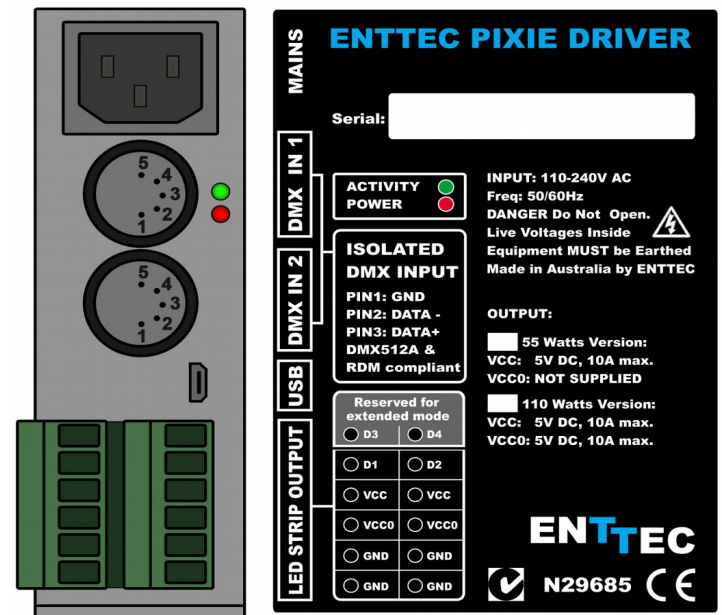 5
4
3
2
1
5
4
3
2
1
MAINS
DMX IN 1
DMX IN 2
USB
LED STRIP OUTPUT
ENTTEC PIXIE DRIVER
Serial:
ACTIVITY
POWER
ISOLATED
DMX INPUT
PIN1: GND
PIN2: DATA -
PIN3: DATA+
DMX512A &
RDM compliant
Reserved for
extended mode
D3 D4
D1 D2
VCC VCC
VCC0 VCC0
GND GND
GND GND
INPUT: 110-240V AC
Freq: 50/60Hz
DANGER Do Not Open.
Live Voltages Inside
Equipment MUST be Earthed
Made in Australia by ENTTEC
OUTPUT:
55 Watts Version:
VCC: 5V DC, 10A max.
VCC0: NOT SUPPLIED
110 Watts Version:
VCC: 5V DC, 10A max.
VCC0: 5V DC, 10A max.
ENTTEC
N29685 CE